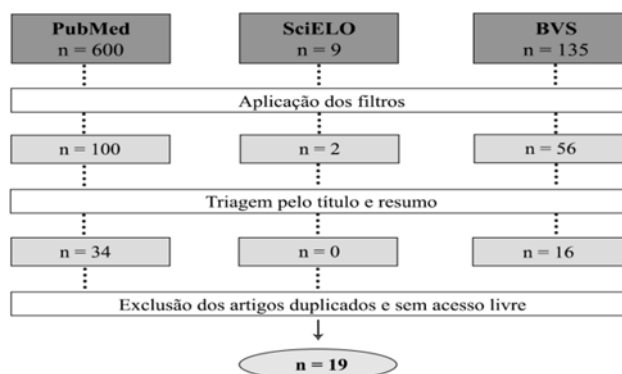 PubMed SciELO BVS
n = 600 n = 9 n = 135
Aplicação dos filtros
n = 100 n = 2 n = 56
Triagem pelo título e resumo
n = 34 n = 0 n = 16
Exclusão dos artigos duplicados e sem acesso livre
n = 19